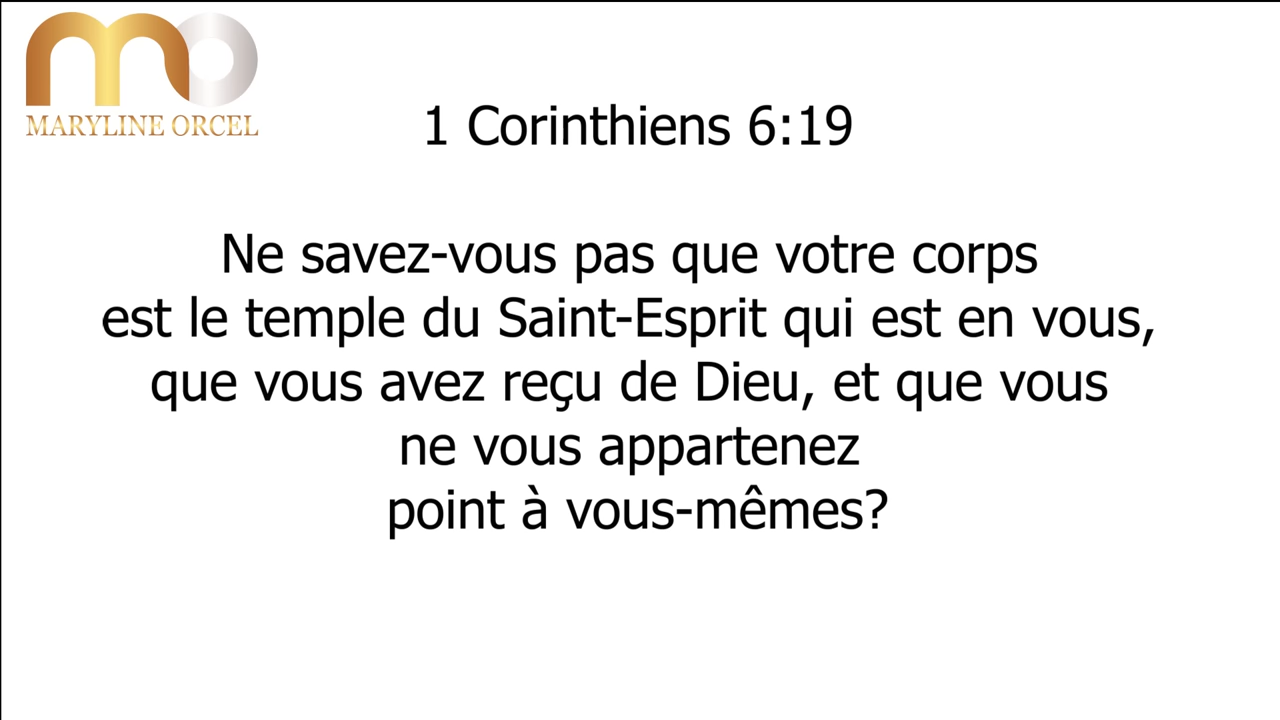 mo
MARYLINE ORCEL
1 Corinthiens 6:19
Ne savez-vous pas que votre corps
est le temple du Saint-Esprit qui est en vous,
que vous avez reçu de Dieu, et que vous
ne vous appartenez
point à vous-mêmes?